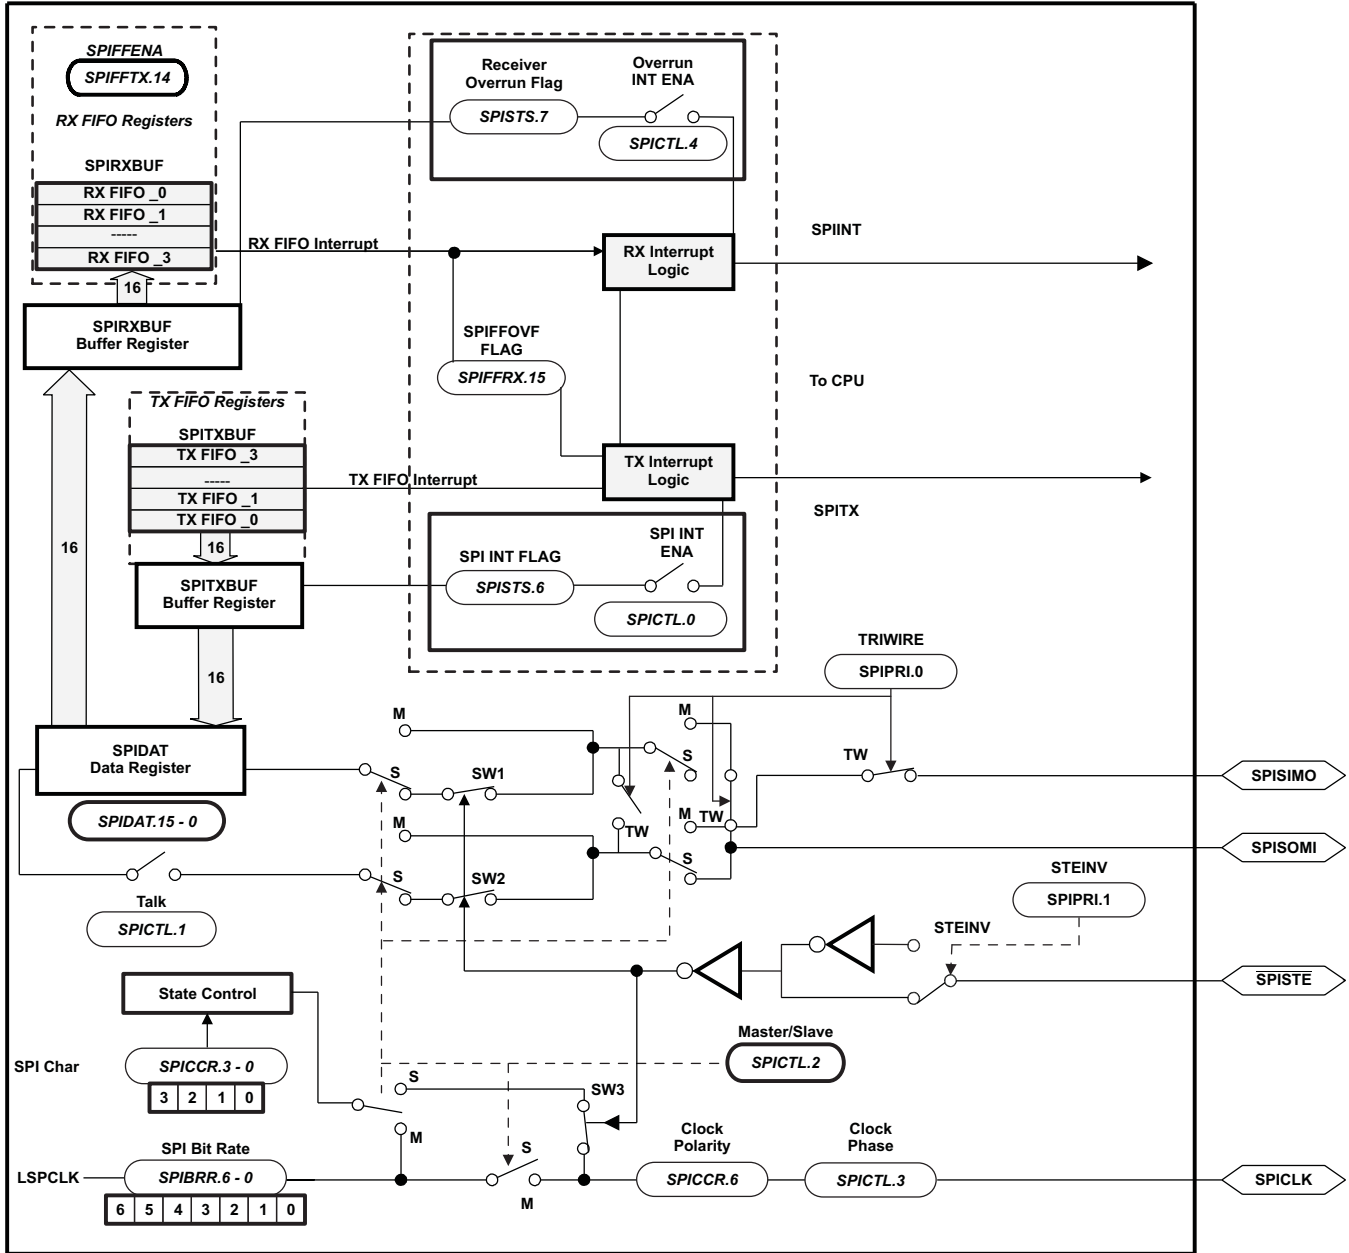 SPIFFENA
SPIFFTX.14
RX FIFO Registers
SPIRXBUF
RX FIFO _0
RX FIFO _1
-----
RX FIFO _3
16
SPIRXBUF
Buffer Register
RX FIFO Interrupt
Receiver
Overrun Flag
SPISTS.7
Overrun
INT ENA
SPICTL.4
RX Interrupt
Logic
SPIINT
SPIFFOVF
FLAG
SPIFFRX.15
To CPU
TX FIFO Registers
SPITXBUF
TX FIFO _3
-----
TX FIFO _1
TX FIFO _0
16
TX FIFO Interrupt
TX Interrupt
Logic
SPITX
16
SPITXBUF
Buffer Register
SPI INT FLAG
SPISTS.6
SPI INT
ENA
SPICTL.0
16
TRIWIRE
SPIPRI.0
SPIDAT
Data Register
SPIDAT.15 - 0
M
S
SW1
M
S
SW2
TW
M
S
M
TW
S
TW
SPISIMO
SPISOMI
Talk
SPICTL.1
STEINV
SPIPRI.1
STEINV
SPISTE
State Control
Master/Slave
SPICTL.2
SPI Char
SPICCR.3 - 0
3 2 1 0
S
M
SW3
S
M
Clock
Polarity
SPICCR.6
Clock
Phase
SPICTL.3
SPICLK
SPI Bit Rate
LSPCLK
SPIBRR.6 - 0
6 5 4 3 2 1 0